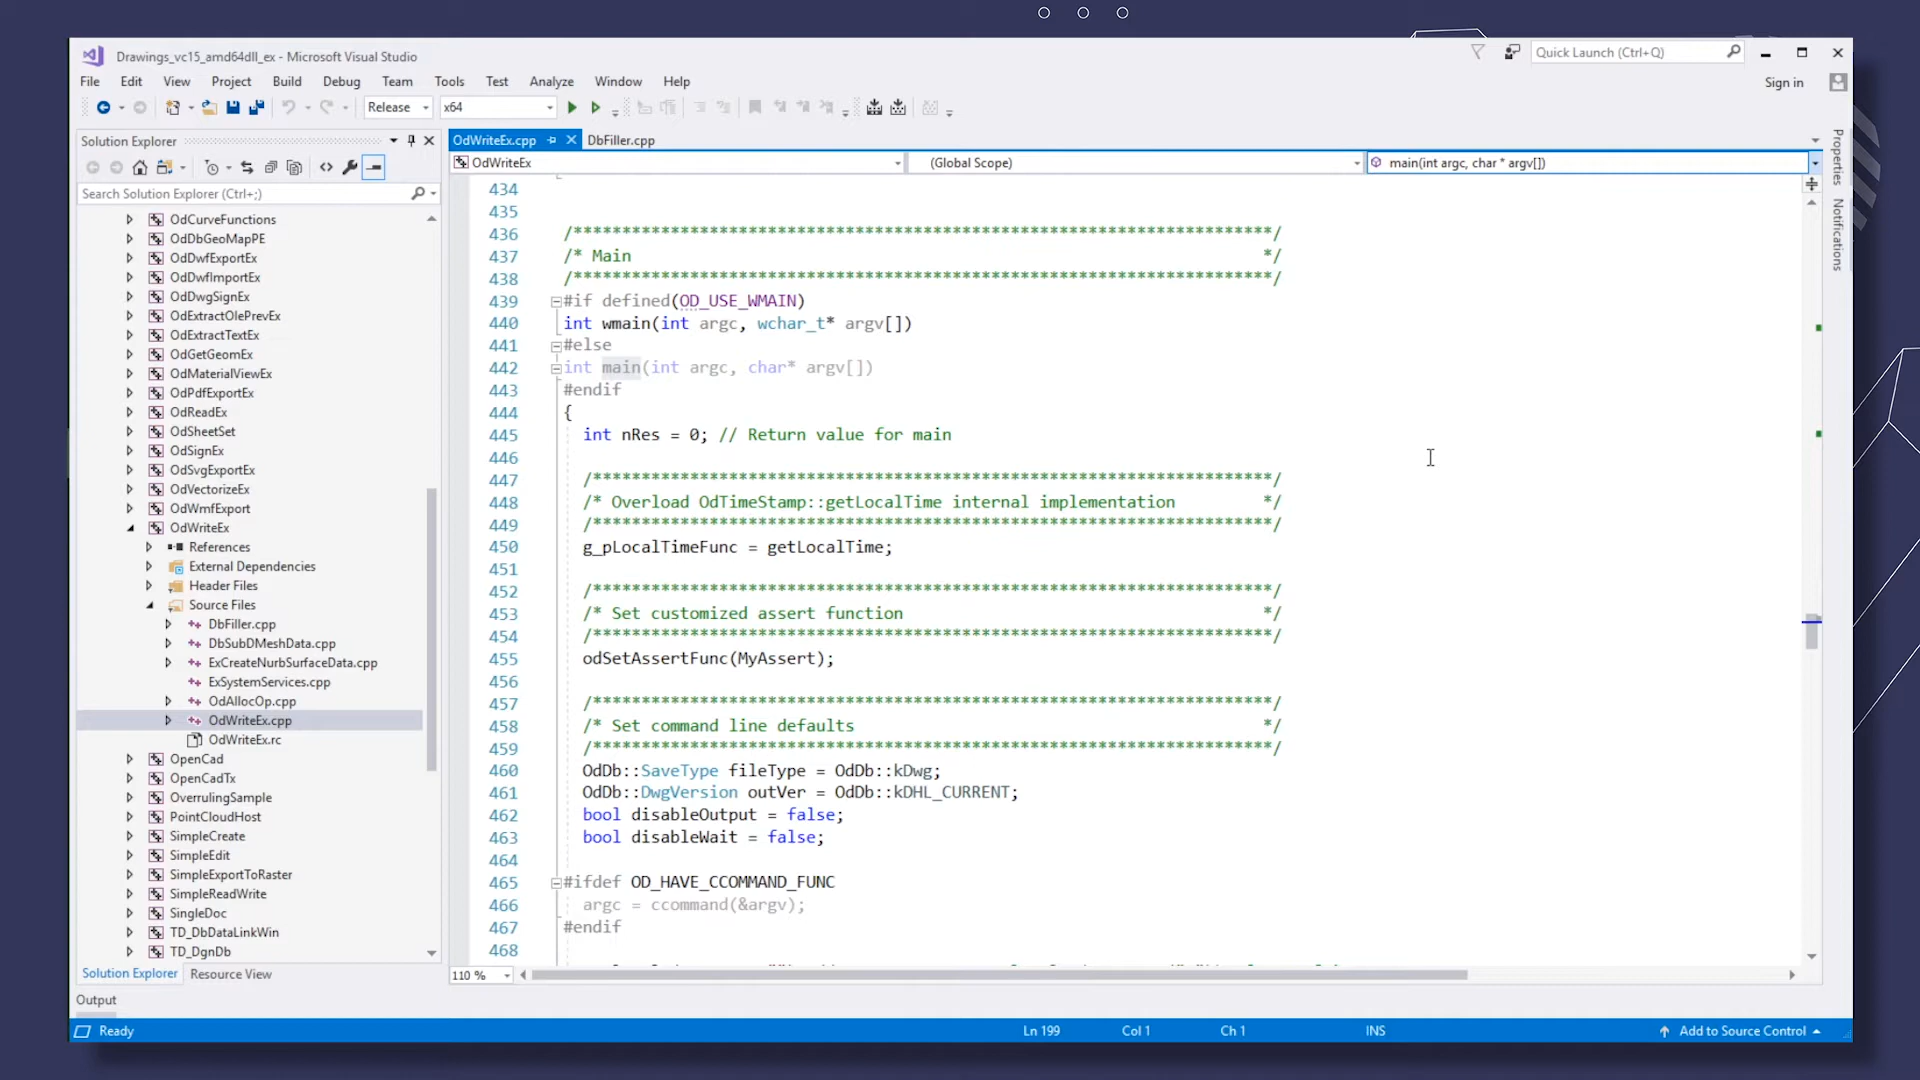 Drawings_vc15_amd64dll_ex - Microsoft Visual Studio
Quick Launch (Ctrl+Q)
File Edit View Project Build Debug Team Tools Test Analyze Window Help
Sign in
Release x64
Solution Explorer
Search Solution Explorer (Ctrl+;)
OdCurveFunctions
OdDbGeoMapPE
OdDwfExportEx
OdDwfImportEx
OdDwgSignEx
OdExtractOlePrevEx
OdExtractTextEx
OdGetGeomEx
OdMaterialViewEx
OdPdfExportEx
OdReadEx
OdSheetSet
OdSignEx
OdSvgExportEx
OdVectorizeEx
OdWmfExport
OdWriteEx
References
External Dependencies
Header Files
Source Files
DbFiller.cpp
DbSubDMeshData.cpp
ExCreateNurbSurfaceData.cpp
ExSystemServices.cpp
OdAllocOp.cpp
OdWriteEx.cpp
OdWriteEx.rc
OpenCad
OpenCadTx
OverrulingSample
PointCloudHost
SimpleCreate
SimpleEdit
SimpleExportToRaster
SimpleReadWrite
SingleDoc
TD_DbDataLinkWin
TD_DgnDb
Solution Explorer Resource View
OdWriteEx.cpp DbFiller.cpp
OdWriteEx (Global Scope) main(int argc, char * argv[])
434
435
436 /************************************************************************/
437 /* Main */
438 /************************************************************************/
439 #if defined(OD_USE_WMAIN)
440 int wmain(int argc, wchar_t* argv[])
441 #else
442 int main(int argc, char* argv[])
443 #endif
444 {
445 int nRes = 0; // Return value for main
446
447 /**********************************************************************/
448 /* Overload OdTimeStamp::getLocalTime internal implementation */
449 /**********************************************************************/
450 g_pLocalTimeFunc = getLocalTime;
451
452 /**********************************************************************/
453 /* Set customized assert function */
454 /**********************************************************************/
455 odSetAssertFunc(MyAssert);
456
457 /**********************************************************************/
458 /* Set command line defaults */
459 /**********************************************************************/
460 OdDb::SaveType fileType = OdDb::kDwg;
461 OdDb::DwgVersion outVer = OdDb::kDHL_CURRENT;
462 bool disableOutput = false;
463 bool disableWait = false;
464
465 #ifdef OD_HAVE_CCOMMAND_FUNC
466 argc = ccommand(&argv);
467 #endif
468
110 %
Properties
Notifications
Output
Ready Ln 199 Col 1 Ch 1 INS Add to Source Control